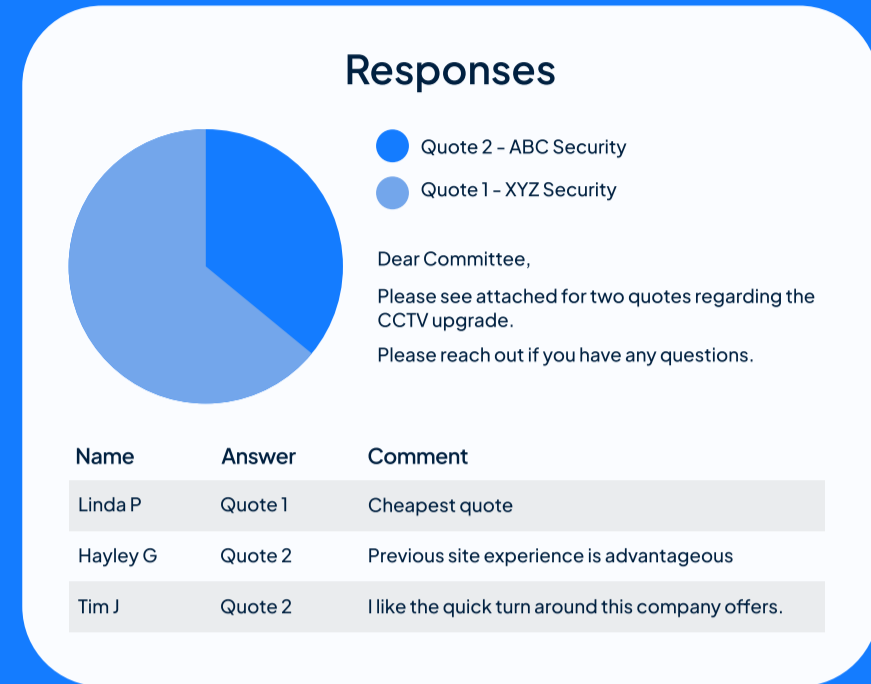 Responses
Quote 2 - ABC Security
Quote 1 - XYZ Security
Dear Committee,
Please see attached for two quotes regarding the
CCTV upgrade.
Please reach out if you have any questions.
Name Answer Comment
Linda P Quote 1 Cheapest quote
Hayley G Quote 2 Previous site experience is advantageous
Tim J Quote 2 I like the quick turn around this company offers.